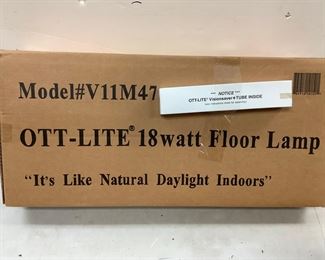 Model#V11M47
*** NOTICE ***
OTT-LITE® Visionsaver® TUBE INSIDE
OTT-LITE® 18watt Floor Lamp
"It's Like Natural Daylight Indoors"